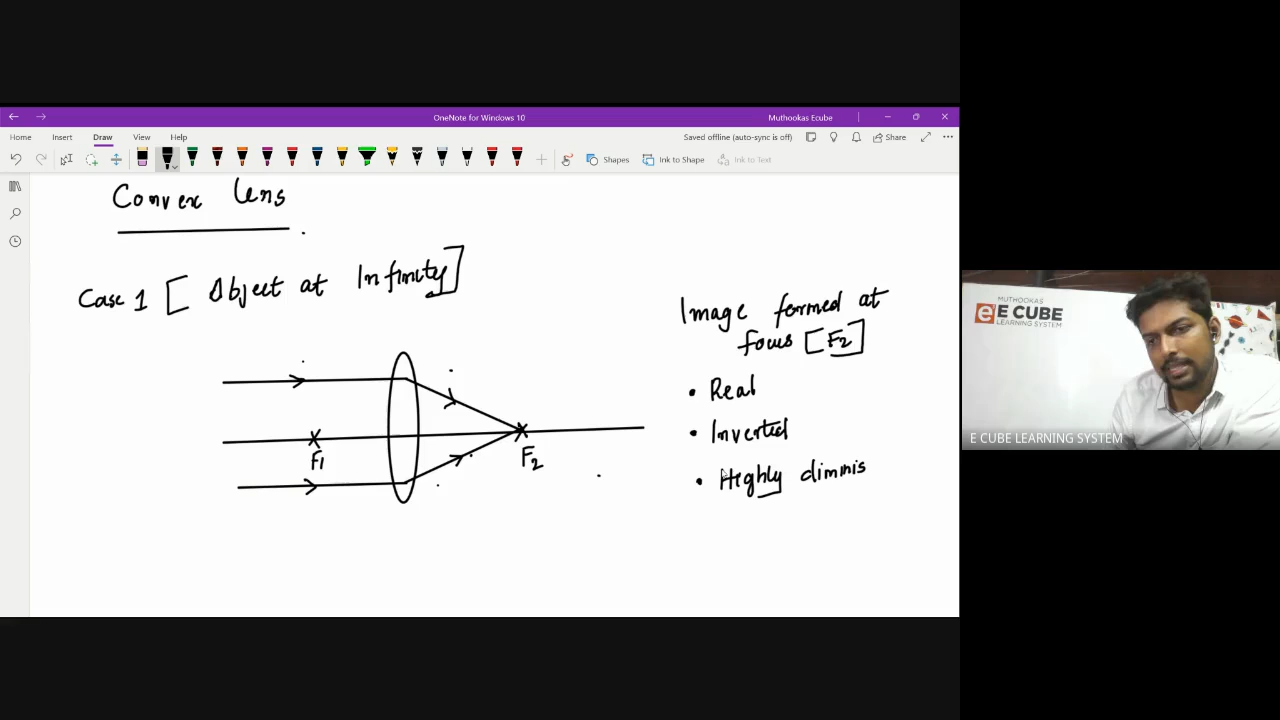 OneNote for Windows 10
Muthookas Ecube
Home Insert Draw View Help
Saved offline (auto-sync is off)
Share
Shapes
Ink to Shape
Ink to Text
Convex lens
Case 1 [ Object at Infinity]
Image formed at
focus [F2]
• Real
• Inverted
• Highly diminis
F1
F2
MUTHOOKAS
E CUBE
LEARNING SYSTEM
E CUBE LEARNING SYSTEM